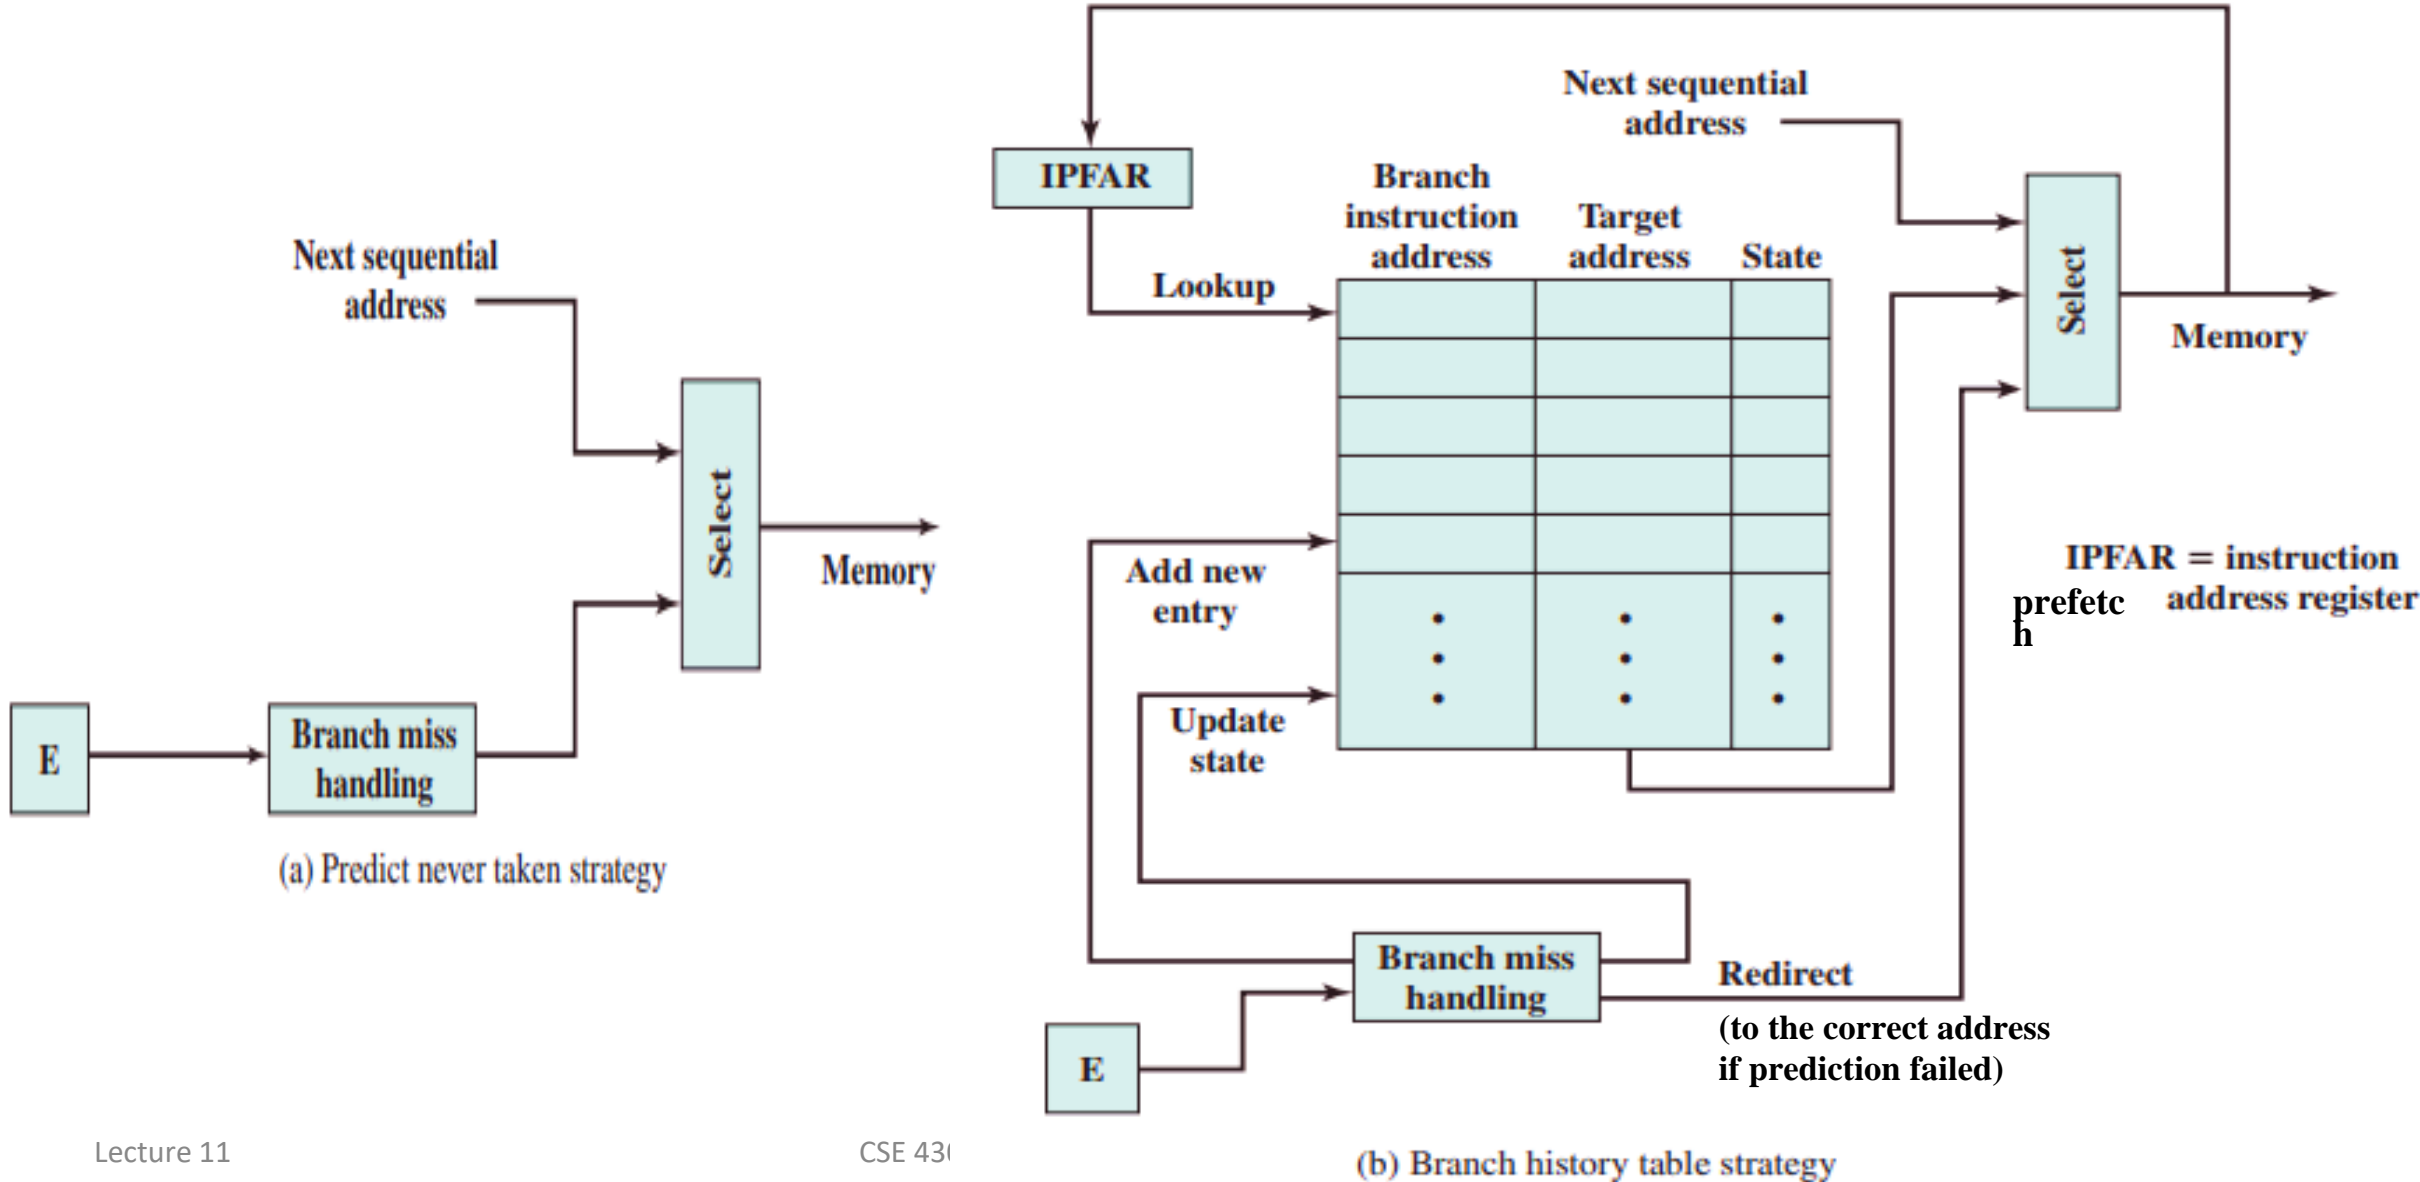 Next sequential
address
Select
Memory
E
Branch miss
handling
(a) Predict never taken strategy
IPFAR
Lookup
Branch
instruction
address
Target
address
State
Next sequential
address
Select
Memory
Add new
entry
Update
state
IPFAR = instruction
prefetc
h
address register
Branch miss
handling
E
Redirect
(to the correct address
if prediction failed)
(b) Branch history table strategy
Lecture 11
CSE 430